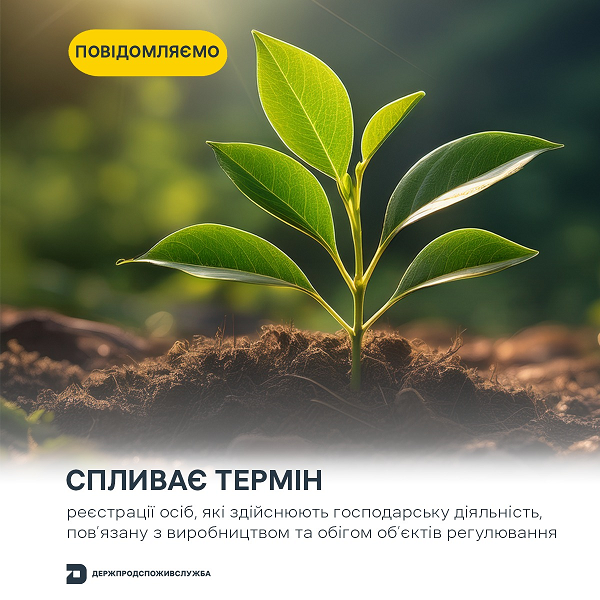 ПОВІДОМЛЯЄМО
СПЛИВАЄ ТЕРМІН
реєстрації осіб, які здійснюють господарську діяльність,
пов'язану з виробництвом та обігом об'єктів регулювання
ДЕРЖПРОДСПОЖИВСЛУЖБА